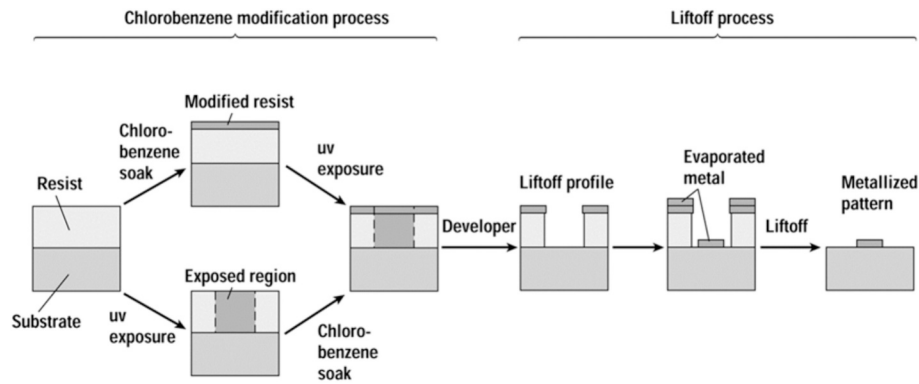 Chlorobenzene modification process
Liftoff process
Modified resist
Chloro-
benzene
soak
uv
exposure
Resist
Substrate
uv
exposure
Exposed region
Chloro-
benzene
soak
Developer
Liftoff profile
Evaporated
metal
Liftoff
Metallized
pattern